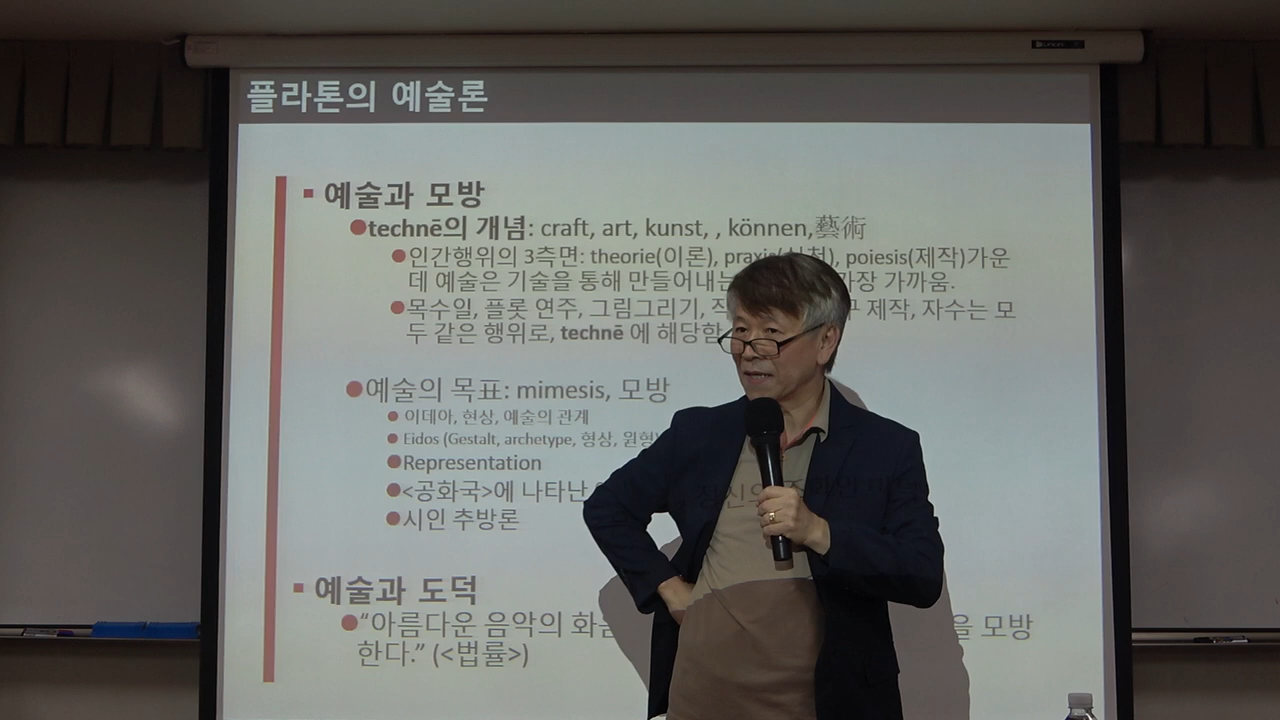 플라톤의 예술론
예술과 모방
technē의 개념: craft, art, kunst, , können,藝術
인간행위의 3측면: theorie(이론), praxis(실천), poiesis(제작)가운
데 예술은 기술을 통해 만들어내는 가장 가까움.
목수일, 플롯 연주, 그림그리기, 제작, 자수는 모
두 같은 행위로, technē 에 해당함
예술의 목표: mimesis, 모방
이데아, 현상, 예술의 관계
Eidos (Gestalt, archetype, 형상, 원형)
Representation
<공화국>에 나타난
시인 추방론
예술과 도덕
“아름다운 음악의 화음 을 모방
한다.” (<법률>)